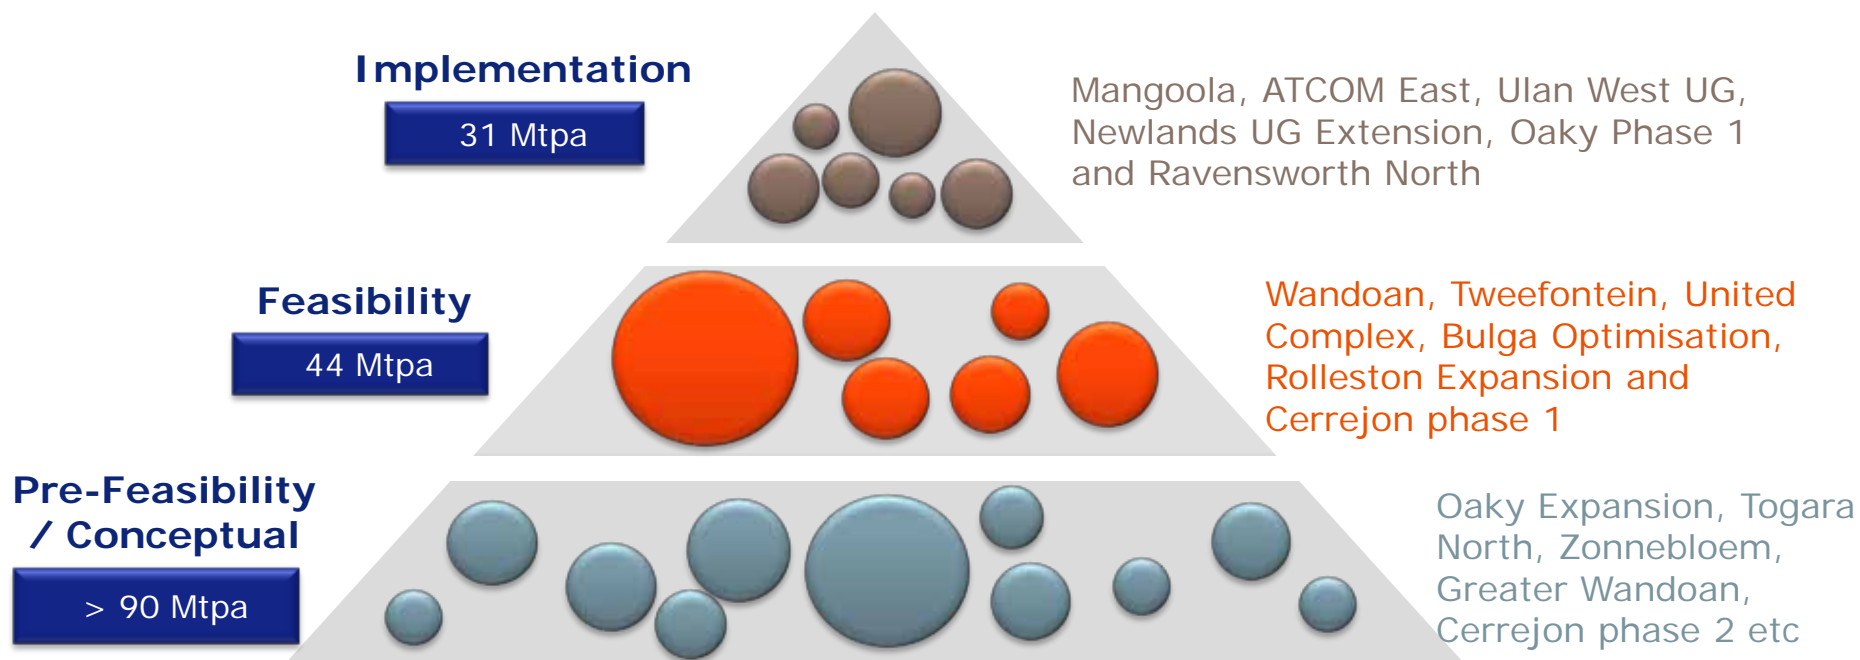 Implementation
31 Mtpa
Mangoola, ATCOM East, Ulan West UG,
Newlands UG Extension, Oaky Phase 1
and Ravensworth North
Feasibility
44 Mtpa
Wandoan, Tweefontein, United
Complex, Bulga Optimisation,
Rolleston Expansion and
Cerrejon phase 1
Pre-Feasibility
/ Conceptual
> 90 Mtpa
Oaky Expansion, Togara
North, Zonnebloem,
Greater Wandoan,
Cerrejon phase 2 etc